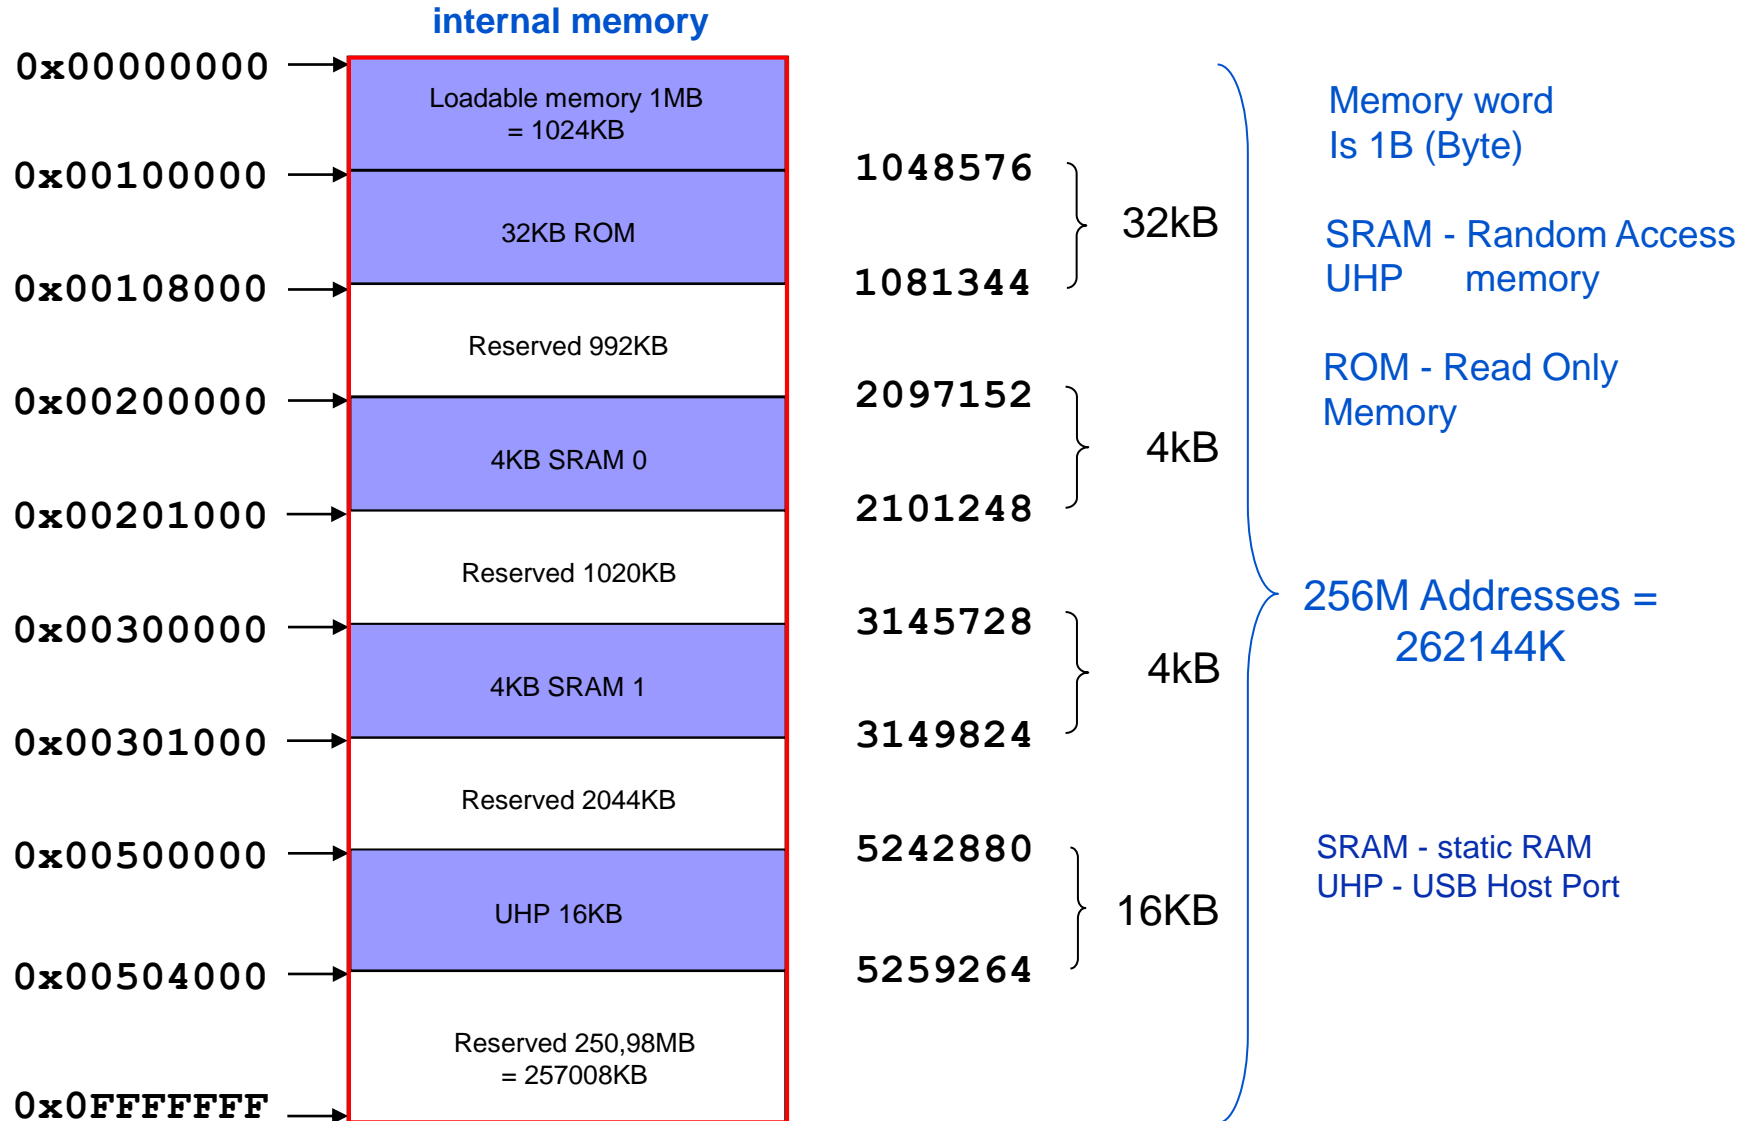 internal memory
0x00000000
Loadable memory 1MB
= 1024KB
0x00100000
32KB ROM
0x00108000
Reserved 992KB
0x00200000
4KB SRAM 0
0x00201000
Reserved 1020KB
0x00300000
4KB SRAM 1
0x00301000
Reserved 2044KB
0x00500000
UHP 16KB
0x00504000
Reserved 250,98MB
= 257008KB
0x0FFFFFFF
1048576
32kB
1081344
2097152
4kB
2101248
3145728
4kB
3149824
5242880
16KB
5259264
Memory word
Is 1B (Byte)
SRAM - Random Access
UHP memory
ROM - Read Only
Memory
256M Addresses =
262144K
SRAM - static RAM
UHP - USB Host Port